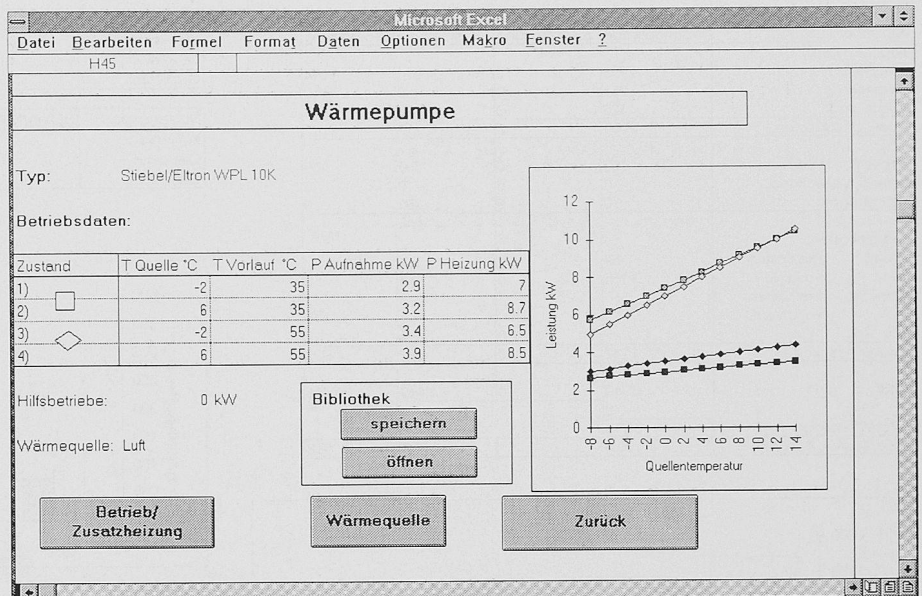 Microsoft Excel
Datei Bearbeiten Formel Format Daten Optionen Makro Fenster ?
H45
Wärmepumpe
Typ: Stiebel/Eltron WPL 10K
Betriebsdaten:
Zustand T Quelle °C T Vorlauf °C P Aufnahme kW P Heizung kW
1) -2 35 2.9 7
2) 6 35 3.2 8.7
3) -2 55 3.4 6.5
4) 6 55 3.9 8.5
Hilfsbetriebe: 0 kW
Wärmequelle: Luft
Bibliothek
speichern
öffnen
Betrieb/
Zusatzheizung
Wärmequelle
Zurück
Leistung kW
12
10
8
6
4
2
0
-8 -6 -4 -2 0 2 4 6 8 10 12 14
Quellentemperatur